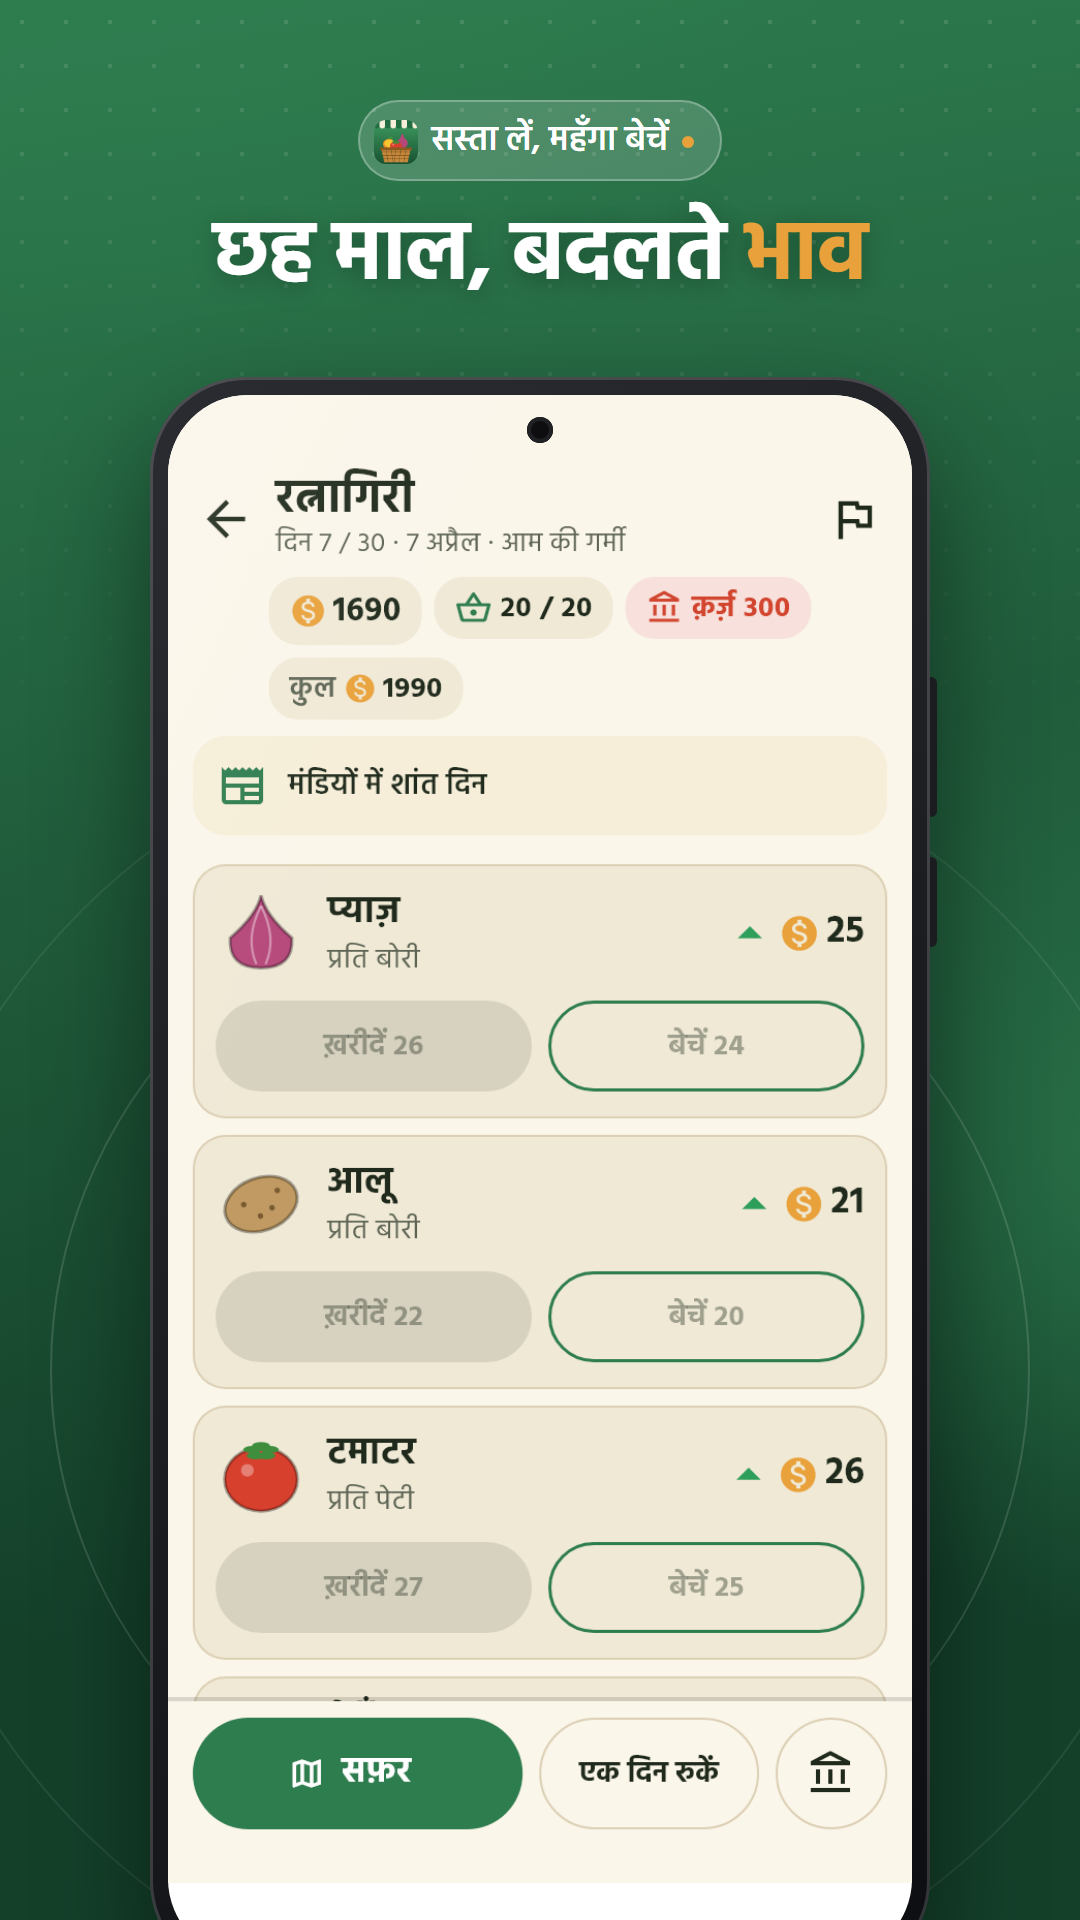 सस्ता लें, महँगा बेचें
छह माल, बदलते भाव
रत्नागिरी
दिन 7 / 30 · 7 अप्रैल · आम की गर्मी
1690
20 / 20
क़र्ज़ 300
कुल 1990
मंडियों में शांत दिन
प्याज़
प्रति बोरी
25
ख़रीदें 26
बेचें 24
आलू
प्रति बोरी
21
ख़रीदें 22
बेचें 20
टमाटर
प्रति पेटी
26
ख़रीदें 27
बेचें 25
सफ़र
एक दिन रुकें